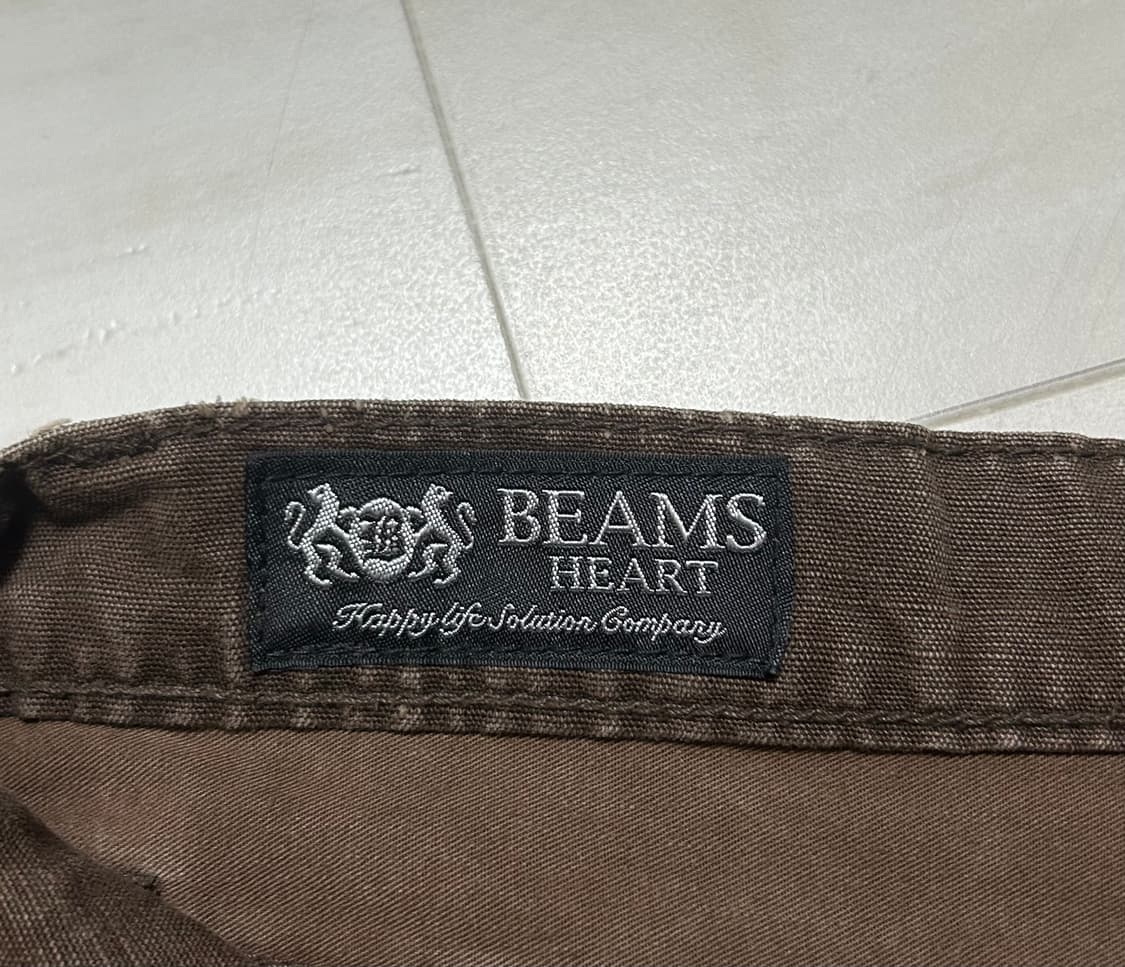 B
BEAMS
HEART
Happy life Solution Company